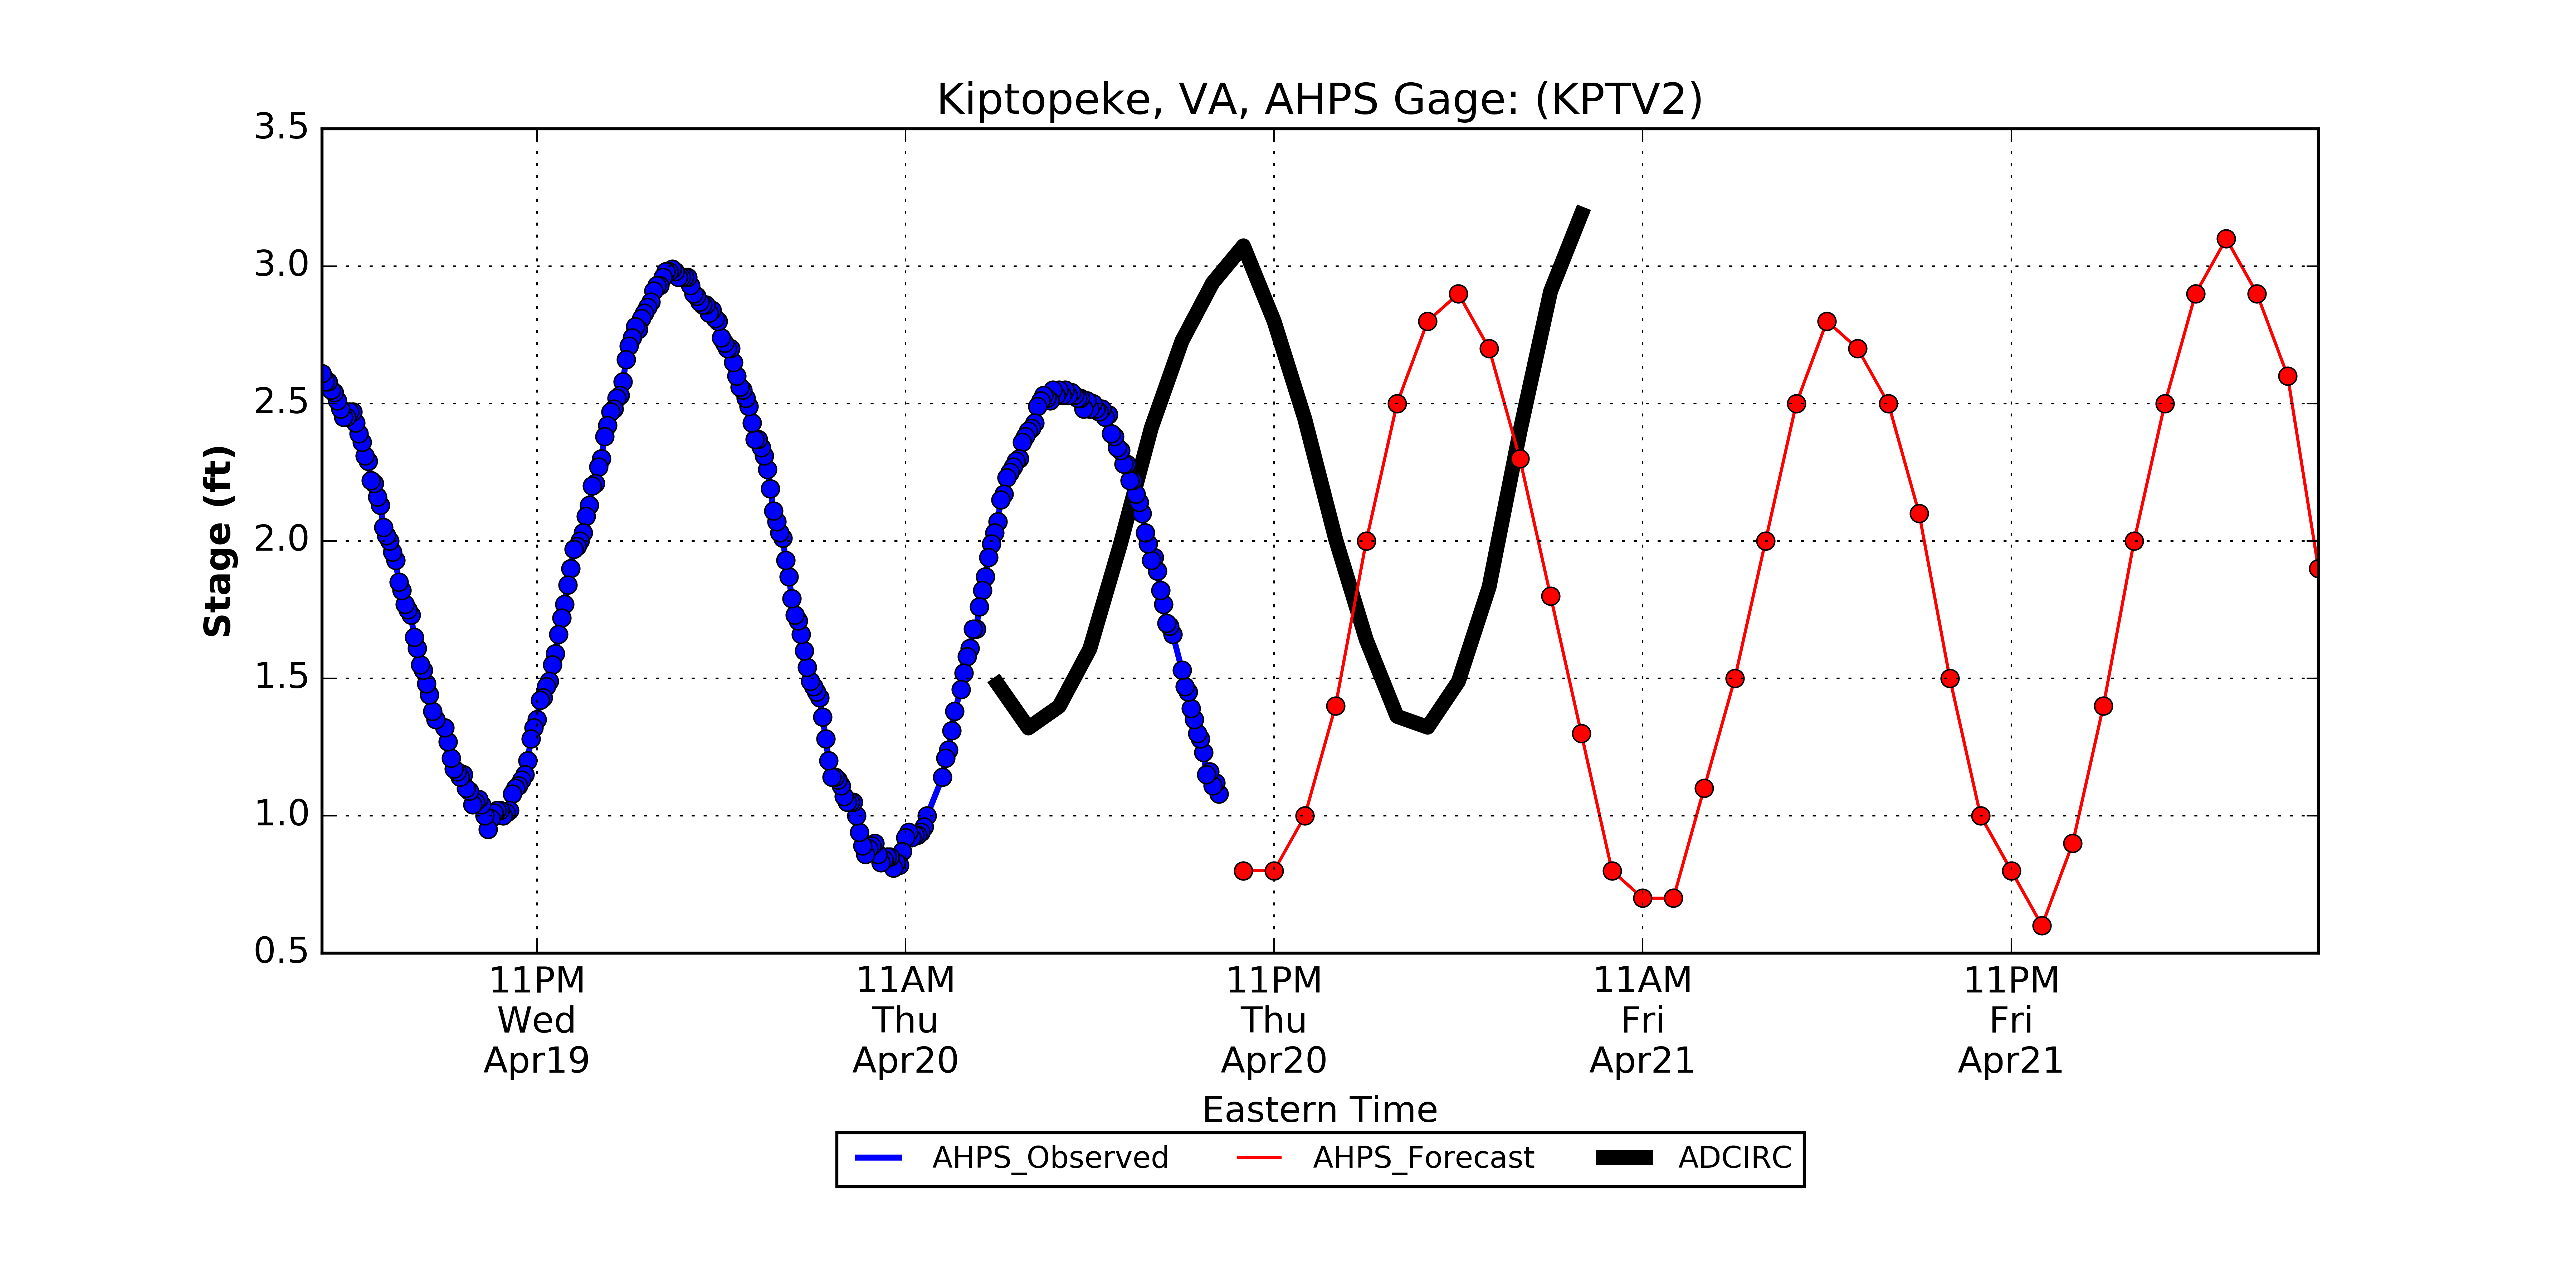 Kiptopeke, VA, AHPS Gage: (KPTV2)
3.5
3.0
2.5
2.0
1.5
1.0
0.5
Stage (ft)
11PM 11AM 11PM 11AM 11PM
Wed Thu Thu Fri Fri
Apr19 Apr20 Apr20 Apr21 Apr21
Eastern Time
AHPS_Observed AHPS_Forecast ADCIRC